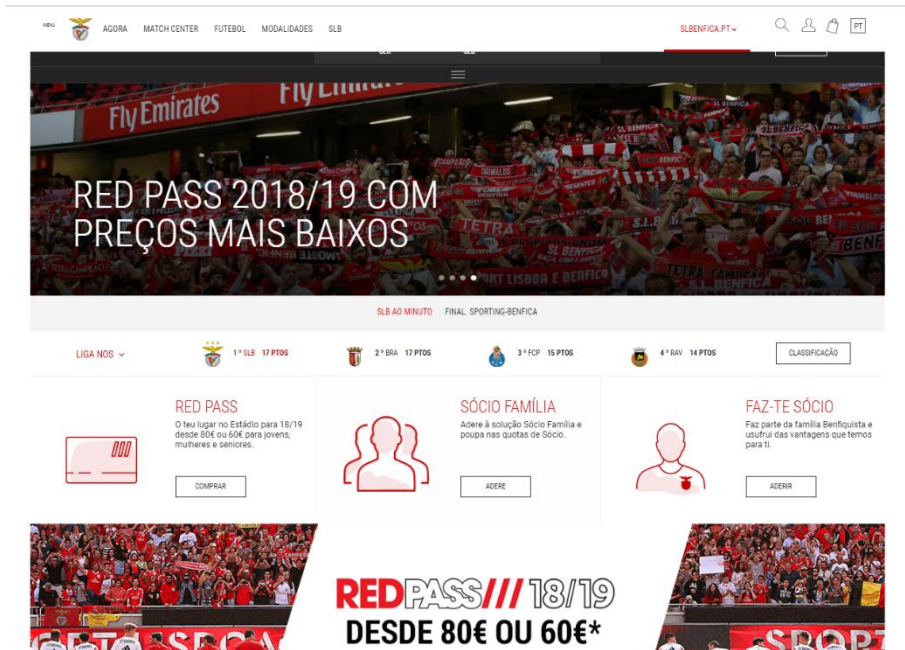 MENU
AGORA MATCH CENTER FUTEBOL MODALIDADES SLB
SLBENFICA.PT
PT
Fly Emirates
RED PASS 2018/19 COM
PREÇOS MAIS BAIXOS
SLB AO MINUTO FINAL. SPORTING-BENFICA
LIGA NOS
1º SLB 17 PTOS
2º BRA 17 PTOS
3º FCP 15 PTOS
4º RAV 14 PTOS
CLASSIFICAÇÃO
RED PASS
O teu lugar no Estádio para 18/19
desde 80€ ou 60€ para jovens,
mulheres e seniores.
COMPRAR
SÓCIO FAMÍLIA
Adere à solução Sócio Família e
poupa nas quotas de Sócio.
ADERE
FAZ-TE SÓCIO
Faz parte da família Benfiquista e
usufrui das vantagens que temos
para ti.
ADERIR
REDPASS/// 18/19
DESDE 80€ OU 60€*